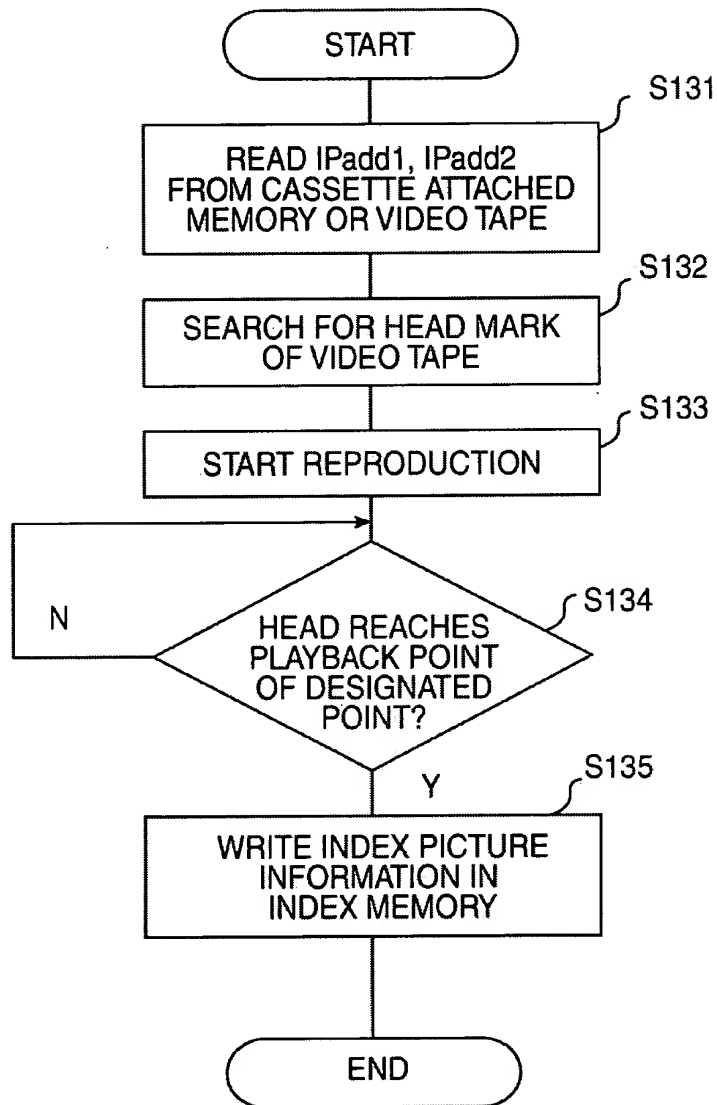 START
S131
READ IPadd1, IPadd2
FROM CASSETTE ATTACHED
MEMORY OR VIDEO TAPE
S132
SEARCH FOR HEAD MARK
OF VIDEO TAPE
S133
START REPRODUCTION
N
S134
HEAD REACHES
PLAYBACK POINT
OF DESIGNATED
POINT?
Y
S135
WRITE INDEX PICTURE
INFORMATION IN
INDEX MEMORY
END